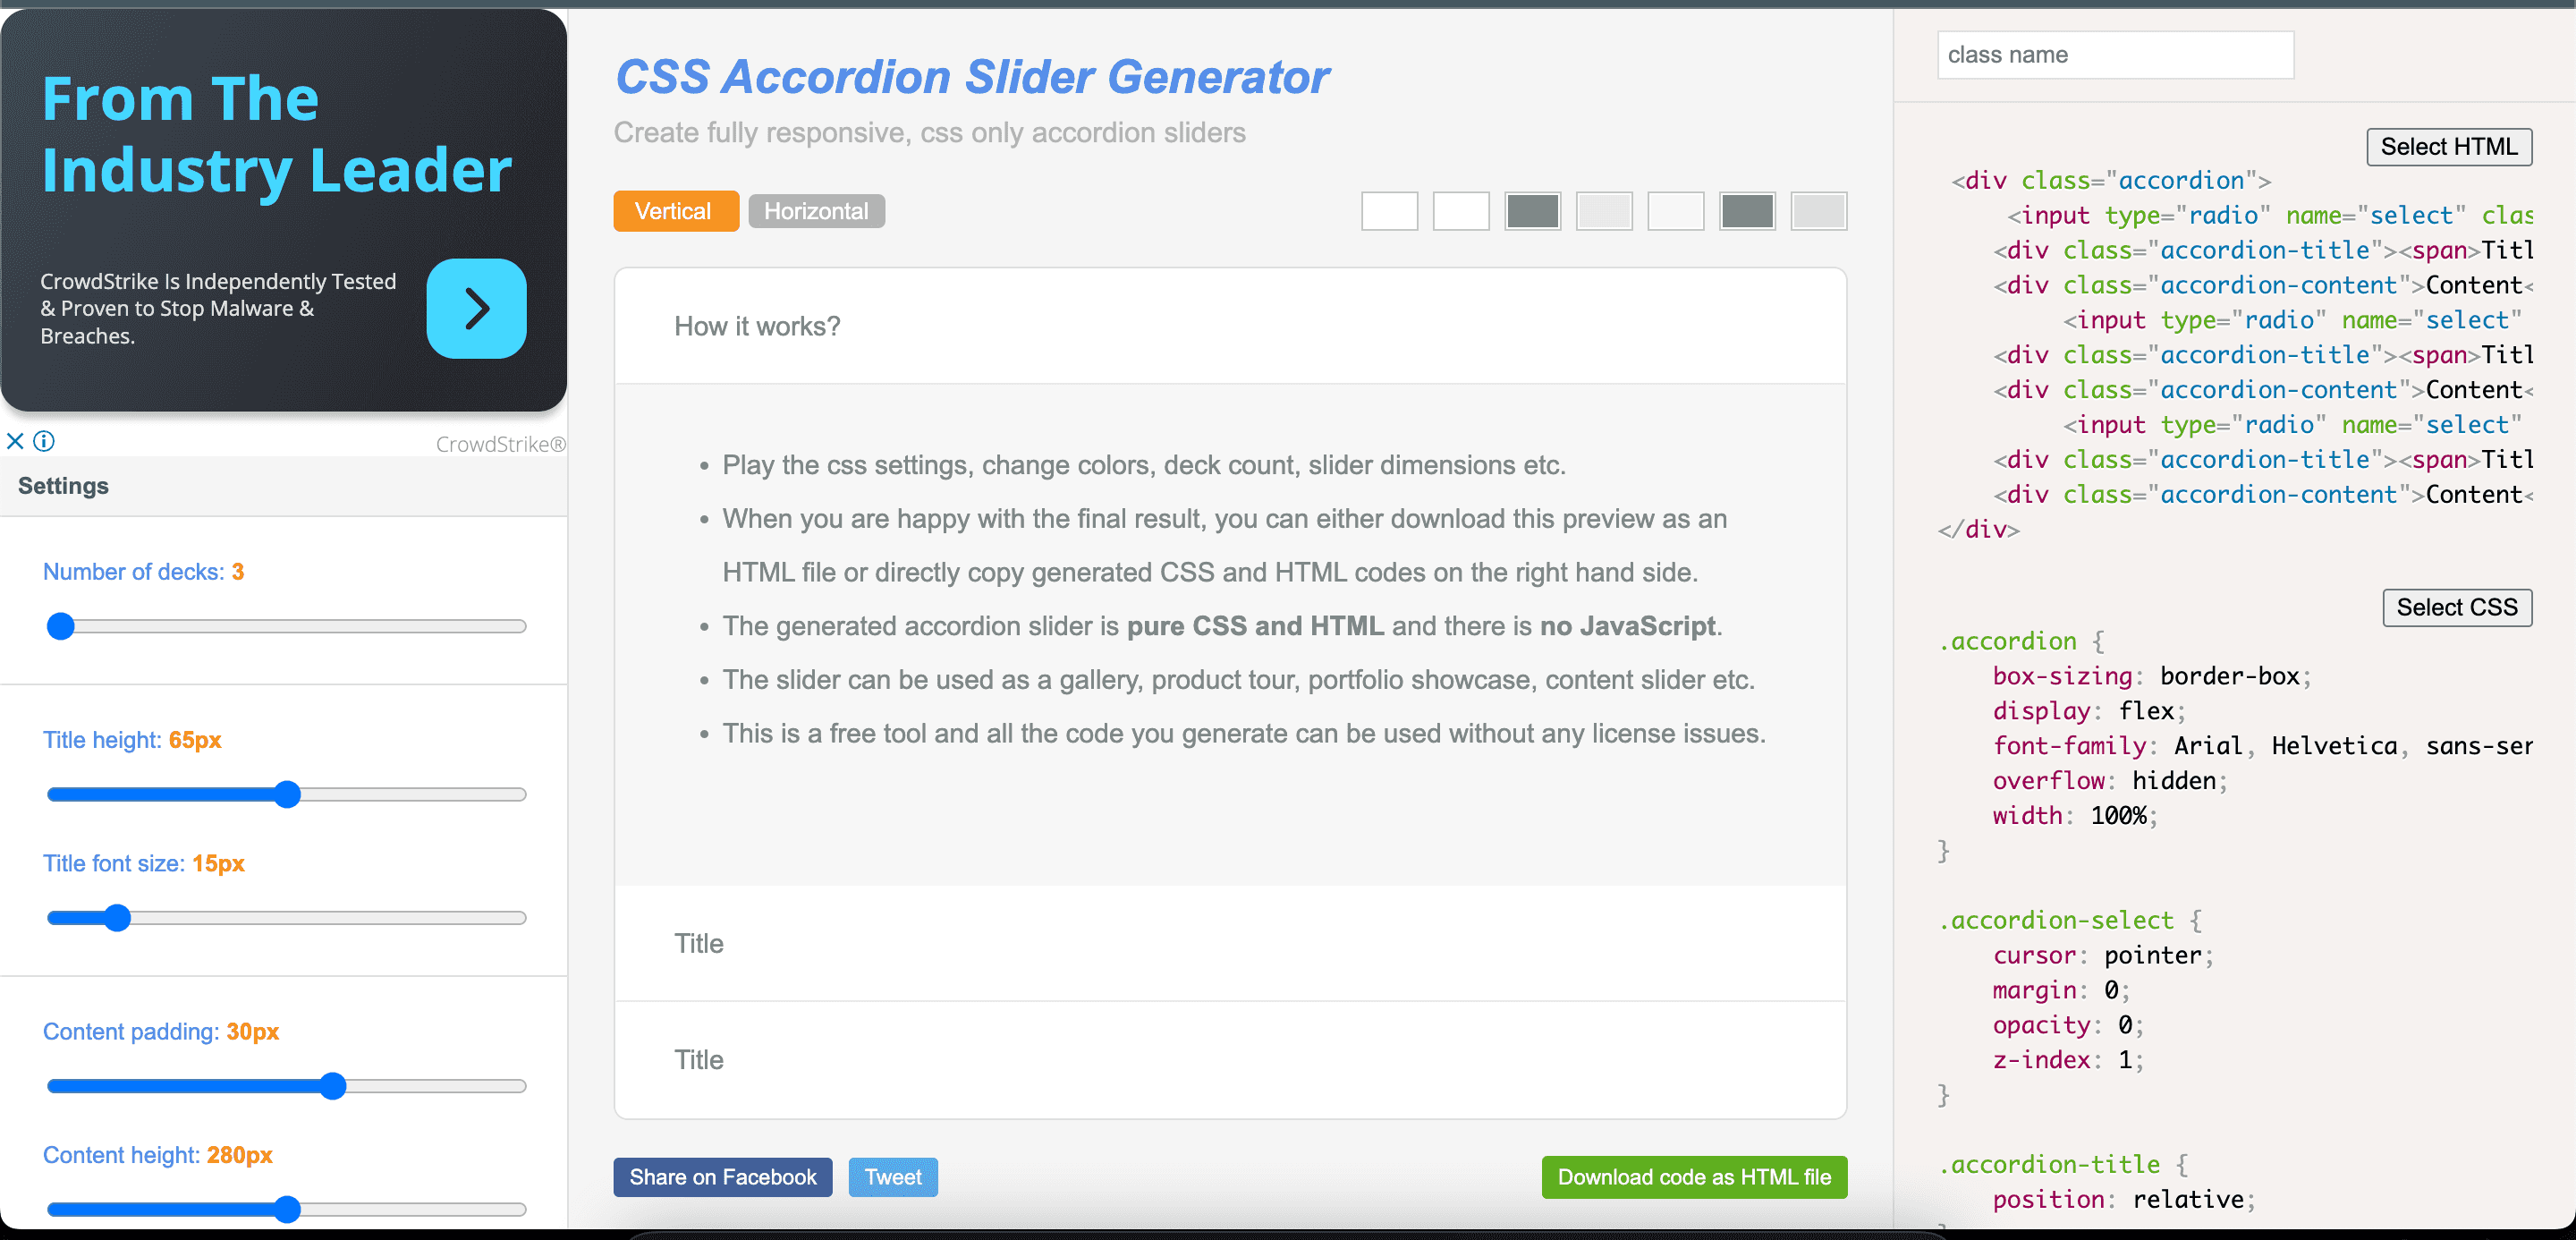 From The
Industry Leader
CrowdStrike Is Independently Tested
& Proven to Stop Malware &
Breaches.
CrowdStrike®
Settings
Number of decks: 3
Title height: 65px
Title font size: 15px
Content padding: 30px
Content height: 280px
CSS Accordion Slider Generator
Create fully responsive, css only accordion sliders
Vertical
Horizontal
How it works?
• Play the css settings, change colors, deck count, slider dimensions etc.
• When you are happy with the final result, you can either download this preview as an
HTML file or directly copy generated CSS and HTML codes on the right hand side.
• The generated accordion slider is pure CSS and HTML and there is no JavaScript.
• The slider can be used as a gallery, product tour, portfolio showcase, content slider etc.
• This is a free tool and all the code you generate can be used without any license issues.
Title
Title
Share on Facebook
Tweet
Download code as HTML file
class name
Select HTML
<div class="accordion">
<input type="radio" name="select" clas
<div class="accordion-title"><span>Titl
<div class="accordion-content">Content<
<input type="radio" name="select"
<div class="accordion-title"><span>Titl
<div class="accordion-content">Content<
<input type="radio" name="select"
<div class="accordion-title"><span>Titl
<div class="accordion-content">Content<
</div>
Select CSS
.accordion {
box-sizing: border-box;
display: flex;
font-family: Arial, Helvetica, sans-ser
overflow: hidden;
width: 100%;
}
.accordion-select {
cursor: pointer;
margin: 0;
opacity: 0;
z-index: 1;
}
.accordion-title {
position: relative;